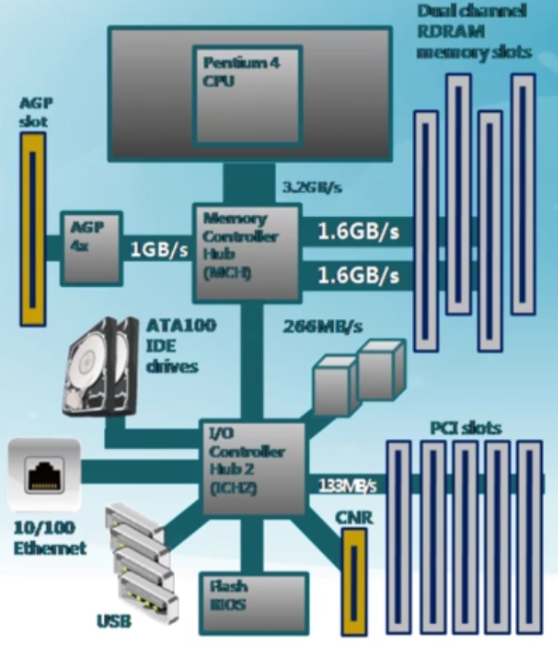 Dual channel
RDRAM
memory slots
Pentium 4
CPU
AGP
slot
3.2GB/s
AGP
4x
1GB/s
Memory
Controller
Hub
(MCH)
1.6GB/s
1.6GB/s
ATA100
IDE
drives
266MB/s
I/O
Controller
Hub 2
(ICH2)
PCI slots
133MB/s
10/100
Ethernet
CNR
USB
Flash
BIOS